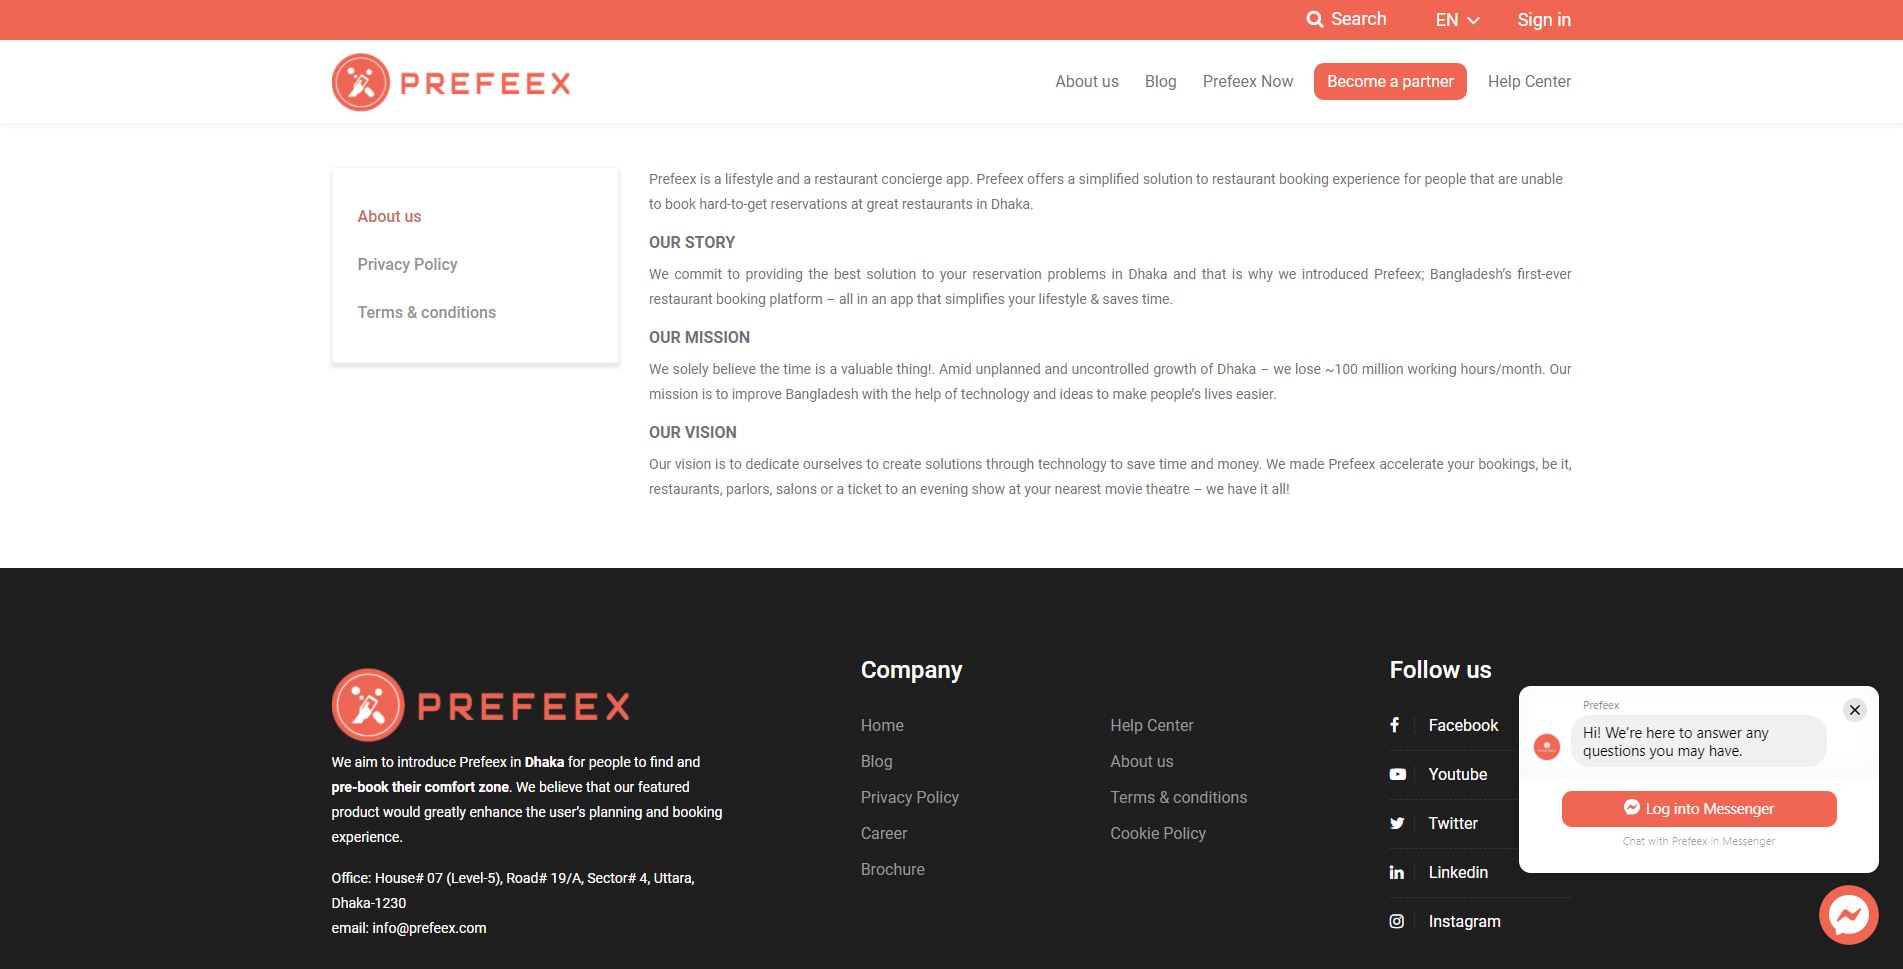 Search
EN
Sign in
PREFEEX
About us
Blog
Prefeex Now
Become a partner
Help Center
About us
Privacy Policy
Terms & conditions
Prefeex is a lifestyle and a restaurant concierge app. Prefeex offers a simplified solution to restaurant booking experience for people that are unable
to book hard-to-get reservations at great restaurants in Dhaka.
OUR STORY
We commit to providing the best solution to your reservation problems in Dhaka and that is why we introduced Prefeex; Bangladesh’s first-ever
restaurant booking platform – all in an app that simplifies your lifestyle & saves time.
OUR MISSION
We solely believe the time is a valuable thing!. Amid unplanned and uncontrolled growth of Dhaka – we lose ~100 million working hours/month. Our
mission is to improve Bangladesh with the help of technology and ideas to make people’s lives easier.
OUR VISION
Our vision is to dedicate ourselves to create solutions through technology to save time and money. We made Prefeex accelerate your bookings, be it,
restaurants, parlors, salons or a ticket to an evening show at your nearest movie theatre – we have it all!
PREFEEX
We aim to introduce Prefeex in Dhaka for people to find and
pre-book their comfort zone. We believe that our featured
product would greatly enhance the user’s planning and booking
experience.
Office: House# 07 (Level-5), Road# 19/A, Sector# 4, Uttara,
Dhaka-1230
email: info@prefeex.com
Company
Home
Blog
Privacy Policy
Career
Brochure
Help Center
About us
Terms & conditions
Cookie Policy
Follow us
Facebook
Youtube
Twitter
Linkedin
Instagram
Prefeex
Hi! We're here to answer any
questions you may have.
Log into Messenger
Chat with Prefeex in Messenger